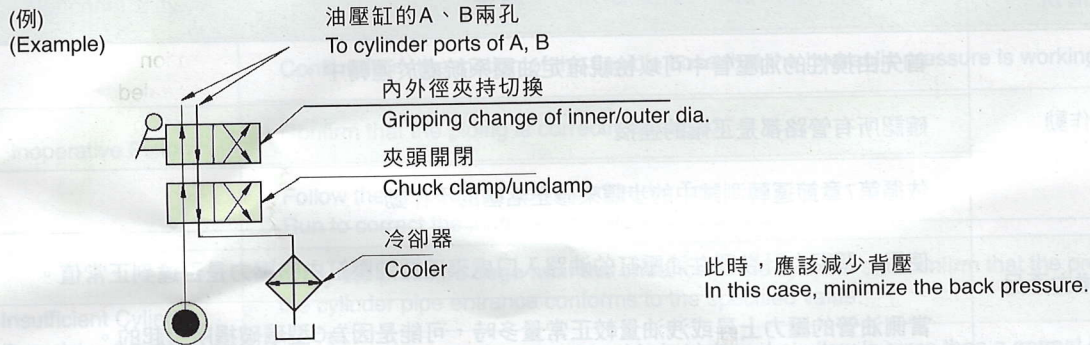 (例)
(Example)
油壓缸的A、B兩孔
To cylinder ports of A, B
內外徑夾持切換
Gripping change of inner/outer dia.
夾頭開閉
Chuck clamp/unclamp
冷卻器
Cooler
此時，應該減少背壓
In this case, minimize the back pressure.